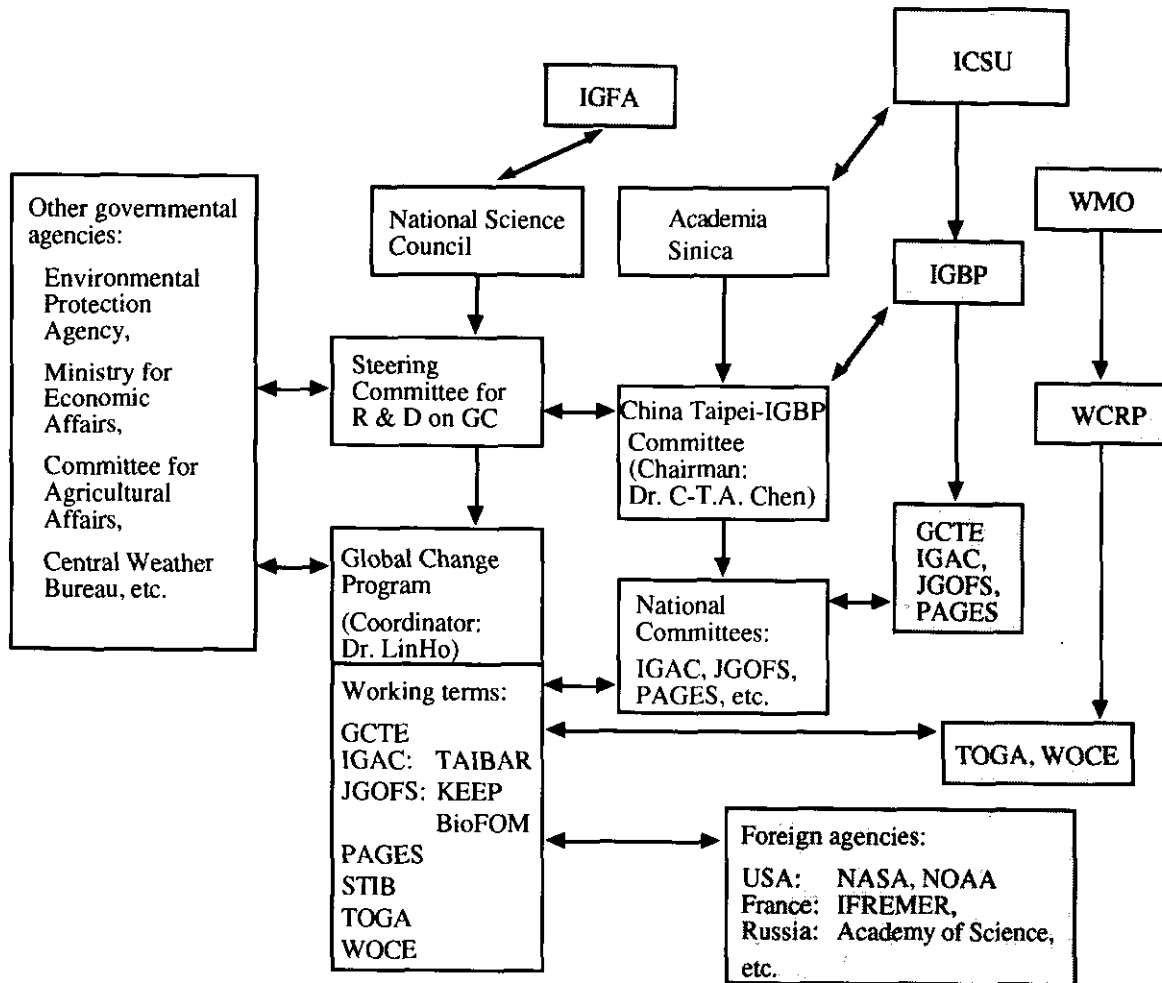 ICSU
IGFA
Other governmental
agencies:
Environmental
Protection
Agency,
Ministry for
Economic
Affairs,
Committee for
Agricultural
Affairs,
Central Weather
Bureau, etc.
National Science
Council
Academia
Sinica
WMO
IGBP
Steering
Committee for
R & D on GC
China Taipei-IGBP
Committee
(Chairman:
Dr. C-T.A. Chen)
WCRP
Global Change
Program
(Coordinator:
Dr. LinHo)
National
Committees:
IGAC, JGOFS,
PAGES, etc.
GCTE
IGAC,
JGOFS,
PAGES
Working terms:
GCTE
IGAC: TAIBAR
JGOFS: KEEP
BioFOM
PAGES
STIB
TOGA
WOCE
TOGA, WOCE
Foreign agencies:
USA: NASA, NOAA
France: IFREMER,
Russia: Academy of Science,
etc.